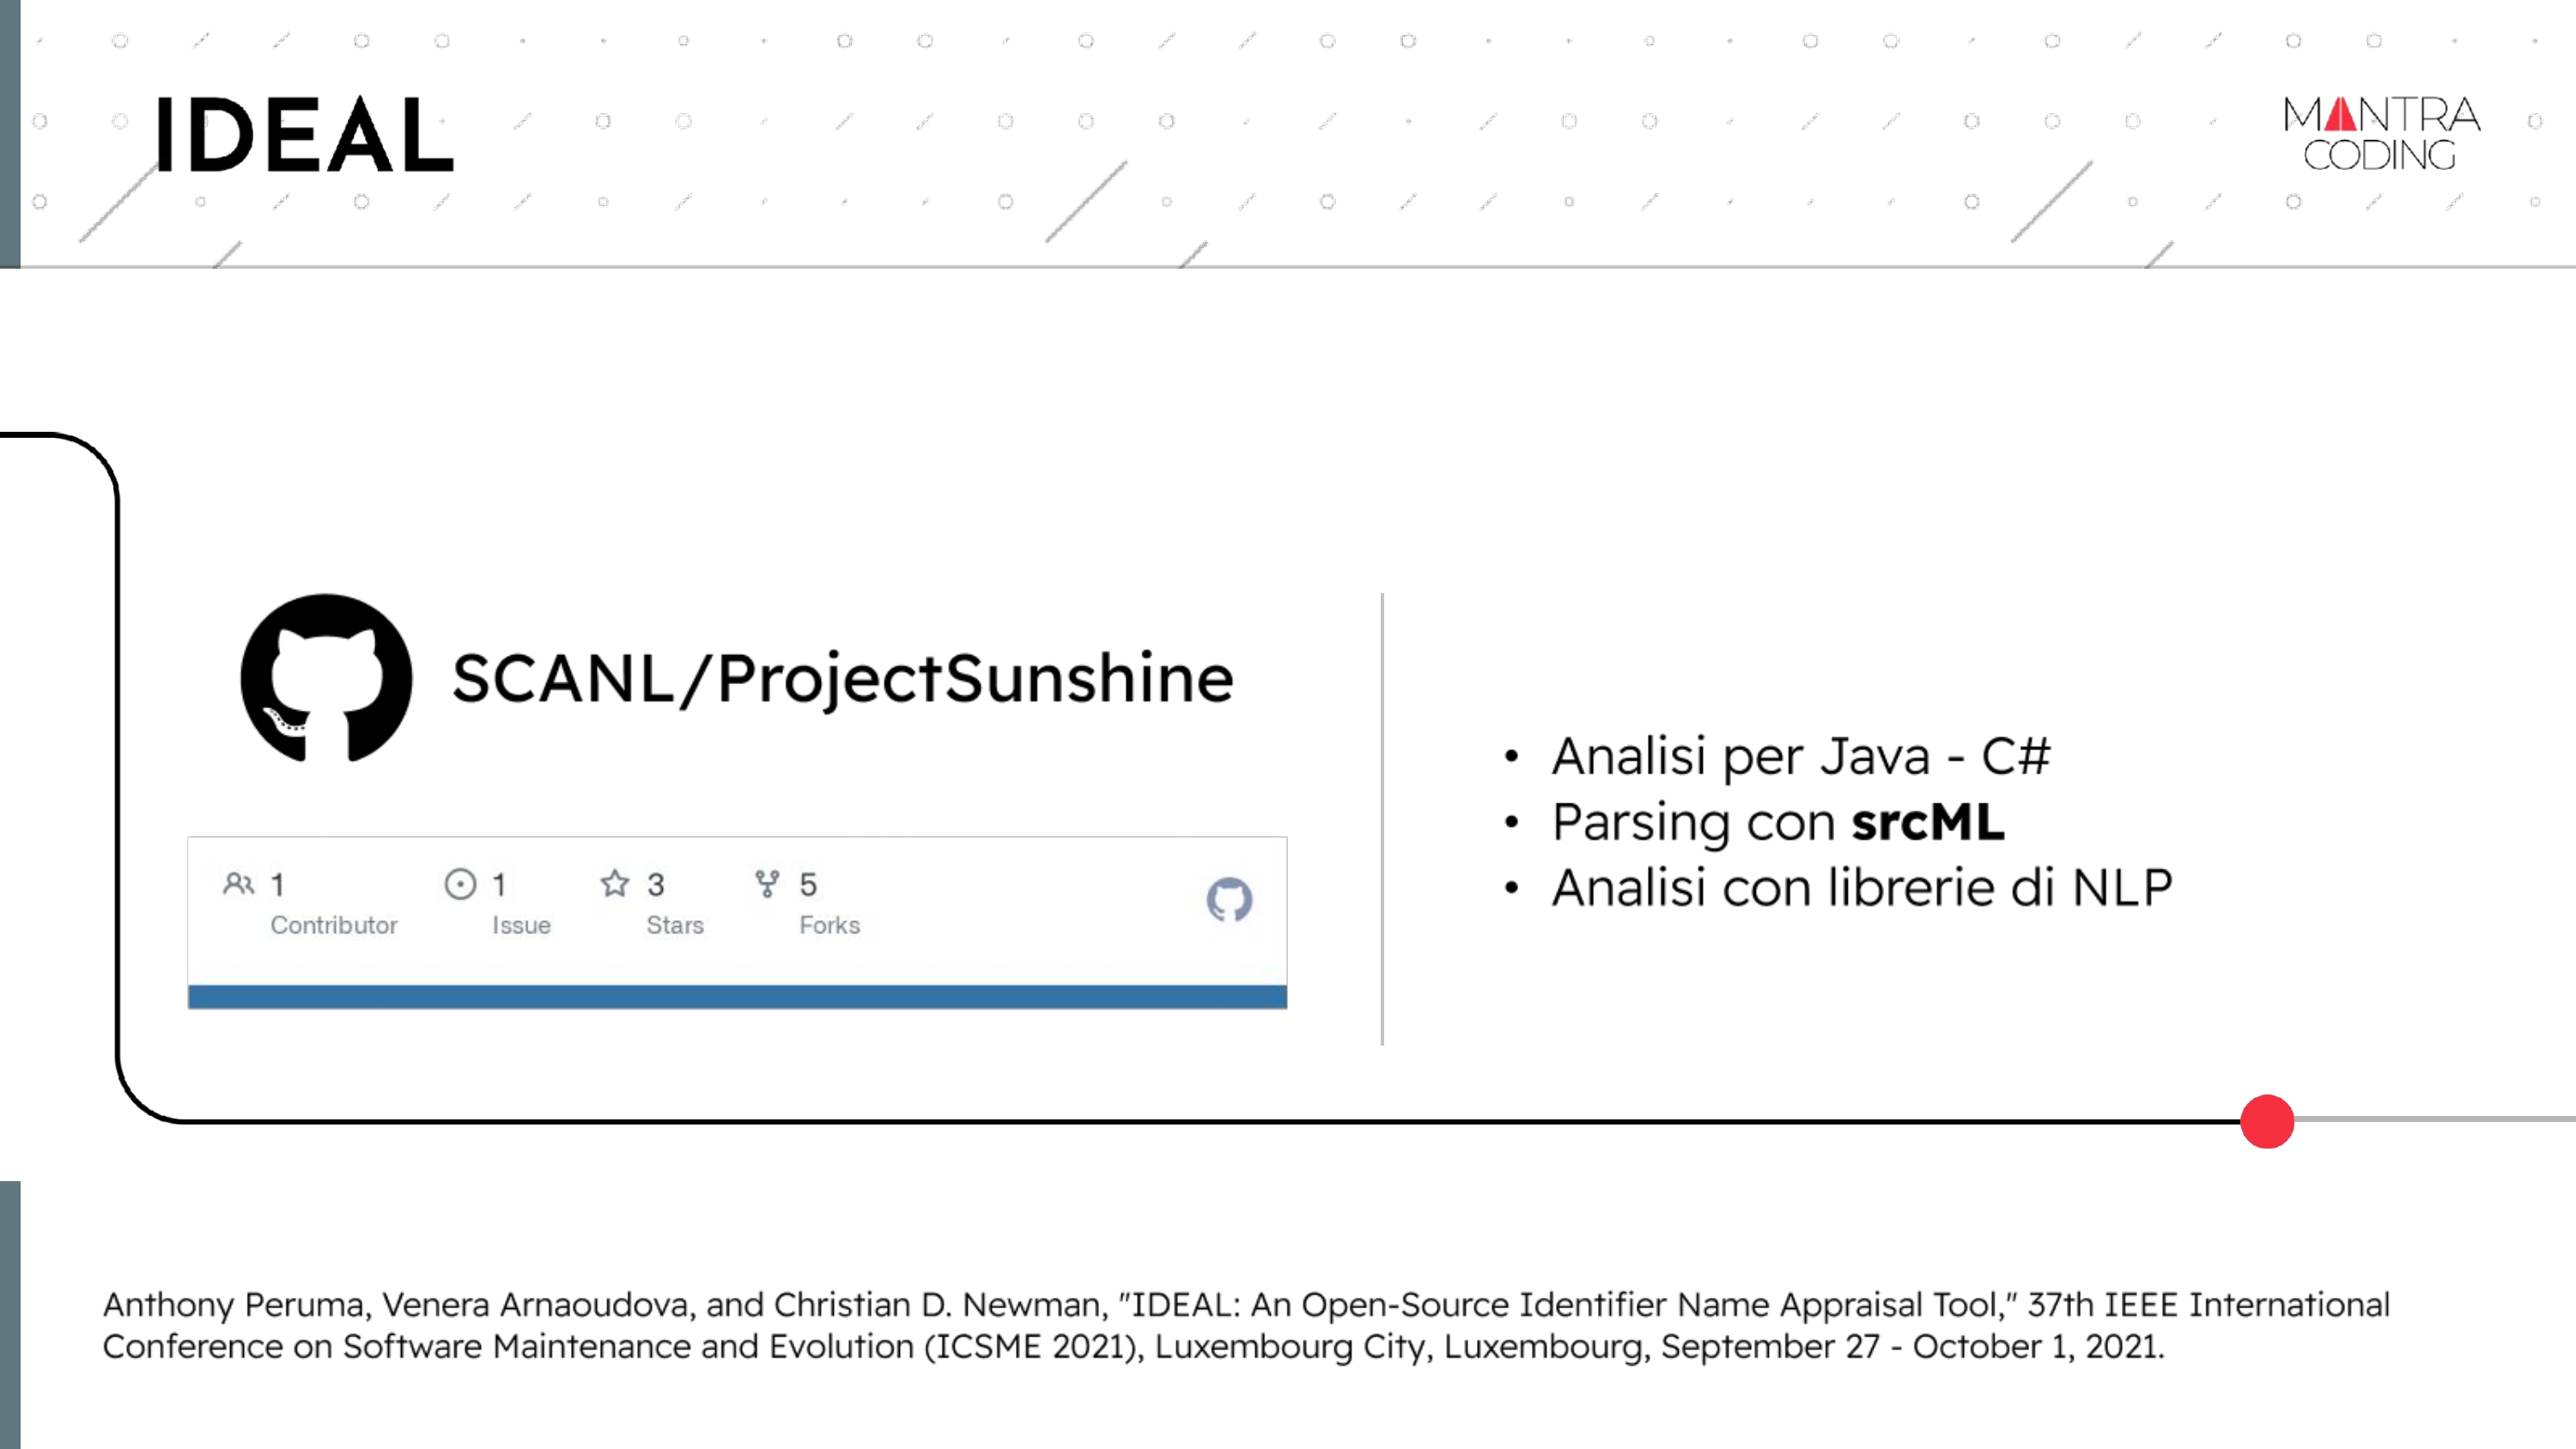 IDEAL
MANTRA
CODING
SCANL/ProjectSunshine
1
Contributor
1
Issue
3
Stars
5
Forks
• Analisi per Java - C#
• Parsing con srcML
• Analisi con librerie di NLP
Anthony Peruma, Venera Arnaoudova, and Christian D. Newman, "IDEAL: An Open-Source Identifier Name Appraisal Tool," 37th IEEE International
Conference on Software Maintenance and Evolution (ICSME 2021), Luxembourg City, Luxembourg, September 27 - October 1, 2021.